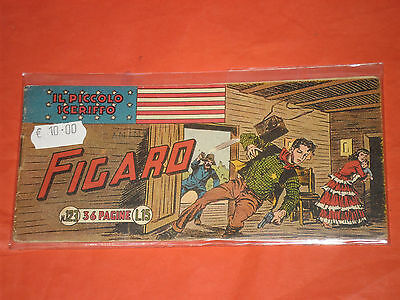 IL PICCOLO
SCERIFFO
€ 10.00
FIGARO
N.123 36 PAGINE L.15